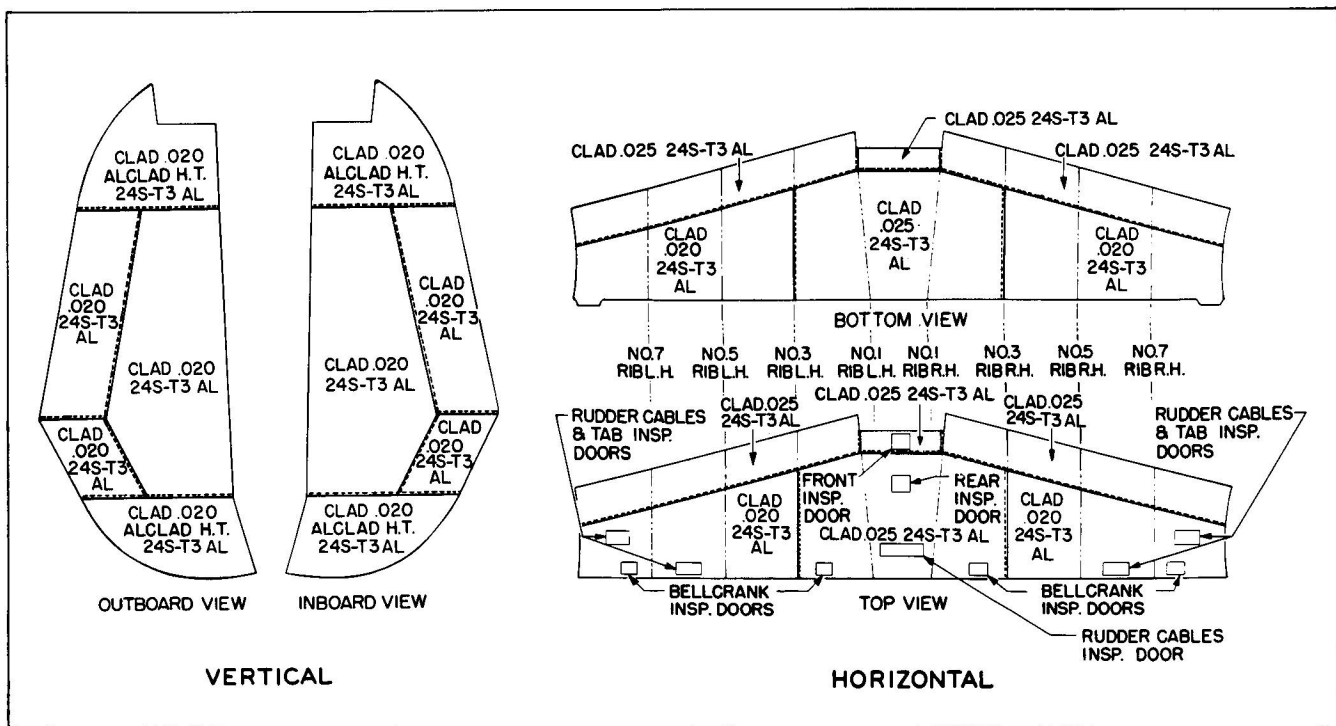 CLAD .020
ALCLAD H.T.
24S-T3 AL
CLAD
.020
24S-T3
AL
CLAD .020
24S-T3 AL
CLAD
.020
24S-T3
AL
CLAD .020
ALCLAD H.T.
24S-T3 AL
OUTBOARD VIEW
CLAD .020
ALCLAD H.T.
24S-T3 AL
CLAD
.020
24S-T3
AL
CLAD .020
24S-T3 AL
CLAD
.020
24S-T3
AL
CLAD .020
ALCLAD H.T.
24S-T3 AL
INBOARD VIEW
VERTICAL
CLAD .025 24S-T3 AL
CLAD .025 24S-T3 AL
CLAD .025 24S-T3 AL
CLAD
.020
24S-T3
AL
CLAD
.025
24S-T3
AL
CLAD
.020
24S-T3
AL
BOTTOM VIEW
NO.7
RIB L.H.
NO.5
RIB L.H.
NO.3
RIB L.H.
NO.1
RIB L.H.
NO.1
RIB R.H.
NO.3
RIB R.H.
NO.5
RIB R.H.
NO.7
RIB R.H.
CLAD .025 24S-T3 AL
RUDDER CABLES
& TAB INSP.
DOORS
CLAD .025
24S-T3 AL
CLAD .025
24S-T3 AL
RUDDER CABLES
& TAB INSP.
DOORS
FRONT
INSP.
DOOR
REAR
INSP.
DOOR
CLAD
.020
24S-T3
AL
CLAD .025 24S-T3 AL
CLAD
.020
24S-T3
AL
BELLCRANK
INSP. DOORS
TOP VIEW
BELLCRANK
INSP. DOORS
RUDDER CABLES
INSP. DOOR
HORIZONTAL